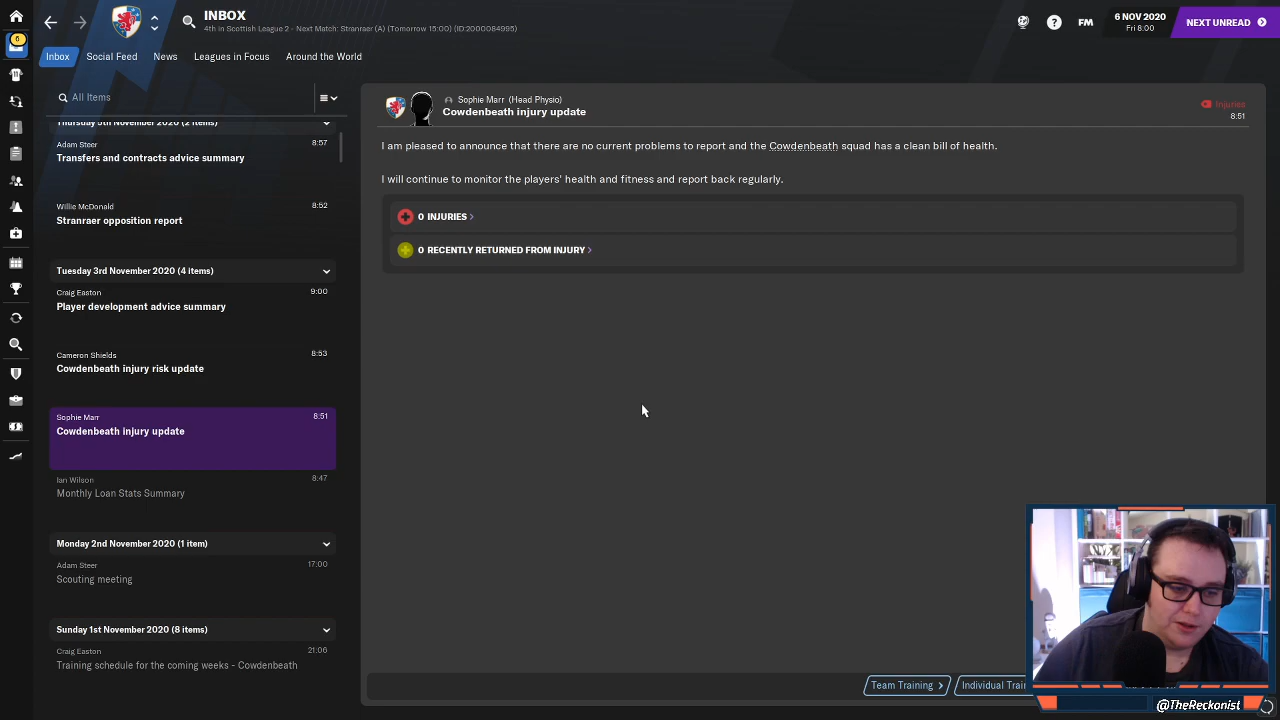 6
INBOX
4th in Scottish League 2 - Next Match: Stranraer (A) (Tomorrow 15:00) (ID:2000084995)
FM
6 NOV 2020
Fri 8:00
NEXT UNREAD
Inbox
Social Feed
News
Leagues in Focus
Around the World
All Items
Thursday 5th November 2020 (2 items)
Adam Steer
8:57
Transfers and contracts advice summary
Willie McDonald
8:52
Stranraer opposition report
Tuesday 3rd November 2020 (4 items)
Craig Easton
9:00
Player development advice summary
Cameron Shields
8:53
Cowdenbeath injury risk update
Sophie Marr
8:51
Cowdenbeath injury update
Ian Wilson
8:47
Monthly Loan Stats Summary
Monday 2nd November 2020 (1 item)
Adam Steer
17:00
Scouting meeting
Sunday 1st November 2020 (8 items)
Craig Easton
21:06
Training schedule for the coming weeks - Cowdenbeath
Sophie Marr (Head Physio)
Cowdenbeath injury update
Injuries
8:51
I am pleased to announce that there are no current problems to report and the Cowdenbeath squad has a clean bill of health.
I will continue to monitor the players' health and fitness and report back regularly.
0 INJURIES
0 RECENTLY RETURNED FROM INJURY
Team Training
Individual Train
@TheReckonist